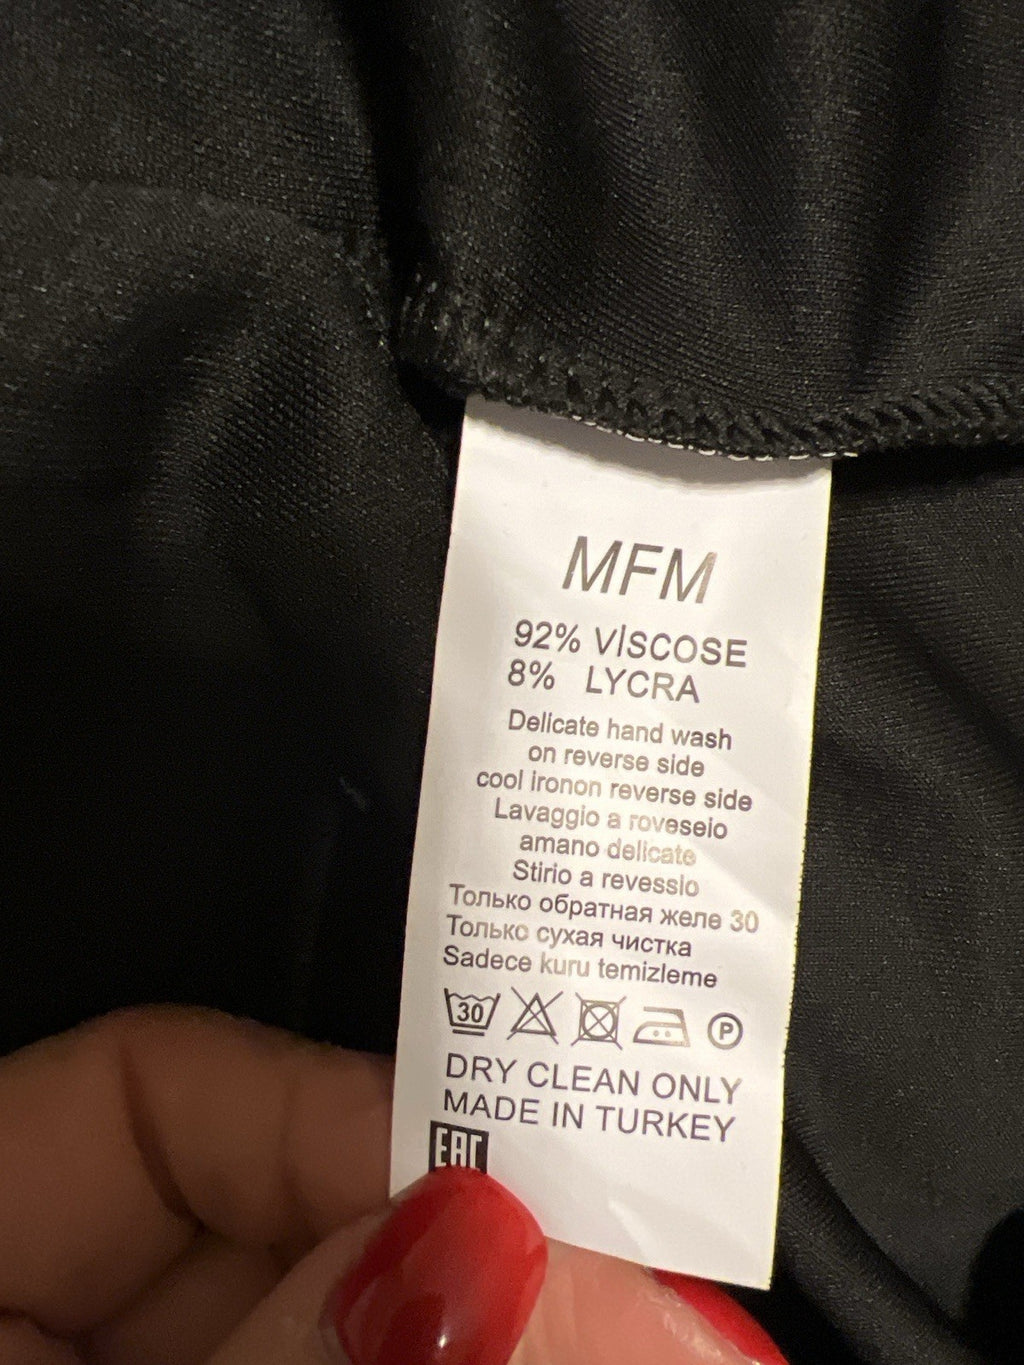 MFM
92% VİSCOSE
8% LYCRA
Delicate hand wash
on reverse side
cool ironon reverse side
Lavaggio a roveseio
amano delicate
Stirio a revessio
Только обратная желе 30
Только сухая чистка
Sadece kuru temizleme
30 P
DRY CLEAN ONLY
MADE IN TURKEY
EAC